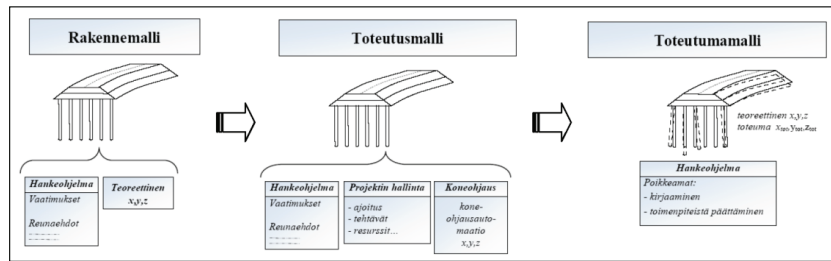 Rakennemalli
Toteutusmalli
Toteutumamalli
teoreettinen x,y,z
toteuma x
Hankeohjelma
Vaatimukset
Reunaehdot
Teoreettinen
x,y,z
Hankeohjelma
Vaatimukset
Reunaehdot
Projektin hallinta
- ajoitus
- tehtävät
- resurssit...
Koneohjaus
kone-
ohjausauto-
maatio
x,y,z
Hankeohjelma
Poikkeamat:
- kirjaaminen
- toimenpiteistä päättäminen